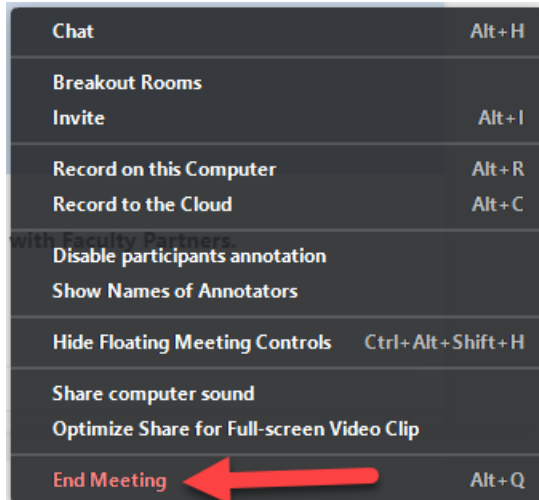 Chat Alt+H
Breakout Rooms
Invite Alt+I
Record on this Computer Alt+R
Record to the Cloud Alt+C
with Faculty Partners.
Disable participants annotation
Show Names of Annotators
Hide Floating Meeting Controls Ctrl+Alt+Shift+H
Share computer sound
Optimize Share for Full-screen Video Clip
End Meeting Alt+Q